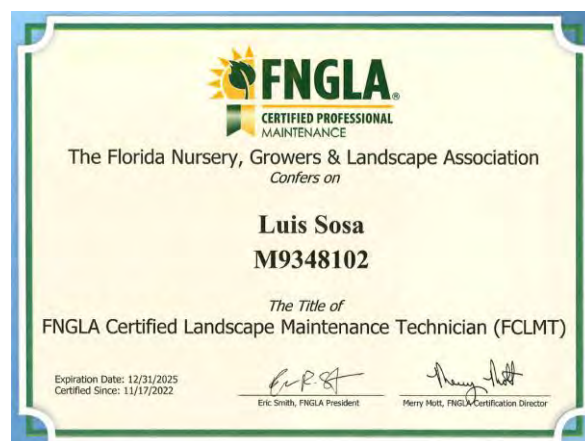 FNGLA®
CERTIFIED PROFESSIONAL
MAINTENANCE
The Florida Nursery, Growers & Landscape Association
Confers on
Luis Sosa
M9348102
The Title of
FNGLA Certified Landscape Maintenance Technician (FCLMT)
Expiration Date: 12/31/2025
Certified Since: 11/17/2022
Eric Smith, FNGLA President
Merry Mott, FNGLA Certification Director